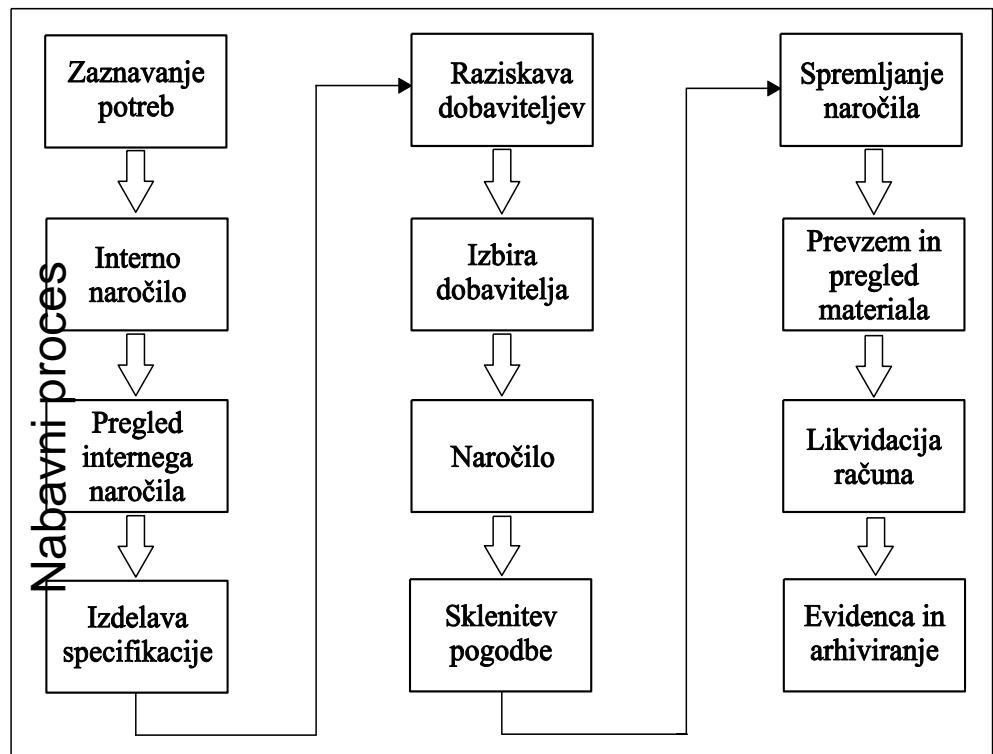 Nabavni proces
Zaznavanje
potreb
Interno
naročilo
Pregled
internega
naročila
Izdelava
specifikacije
Raziskava
dobaviteljev
Izbira
dobavitelja
Naročilo
Sklenitev
pogodbe
Spremljanje
naročila
Prevzem in
pregled
materiala
Likvidacija
računa
Evidenca in
arhiviranje